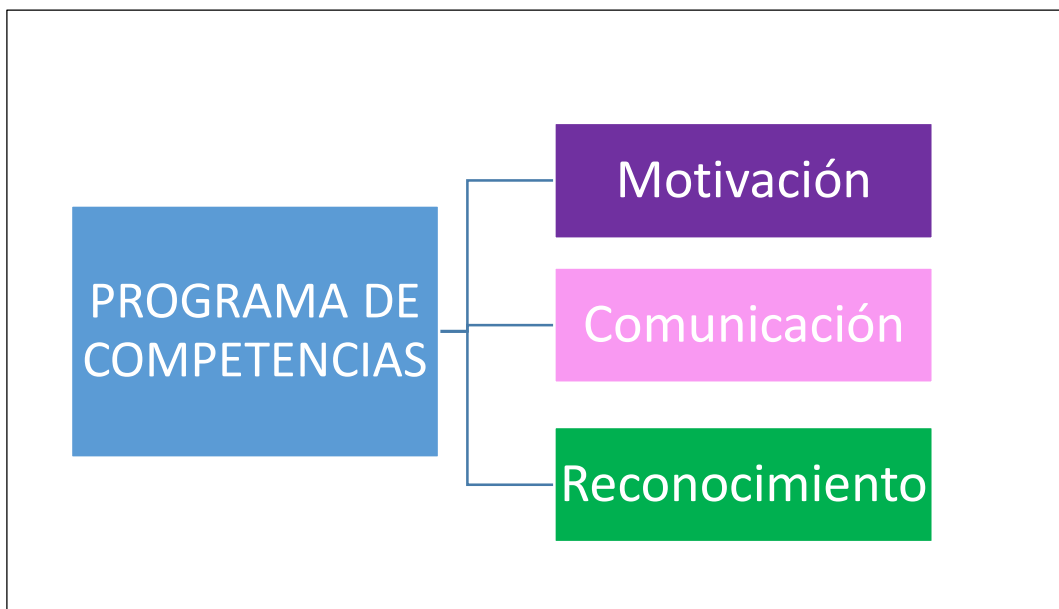 PROGRAMA DE
COMPETENCIAS
Motivación
Comunicación
Reconocimiento